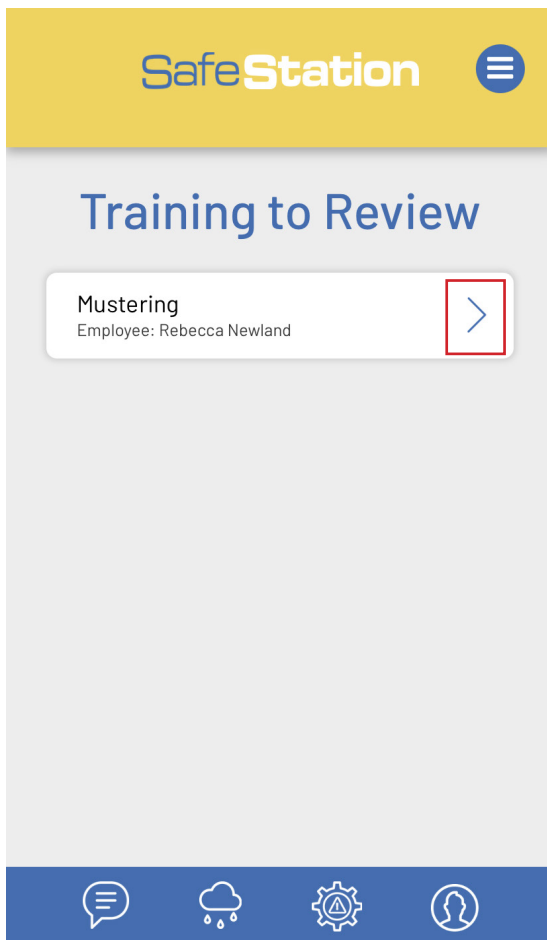 SafeStation
Training to Review
Mustering
Employee: Rebecca Newland